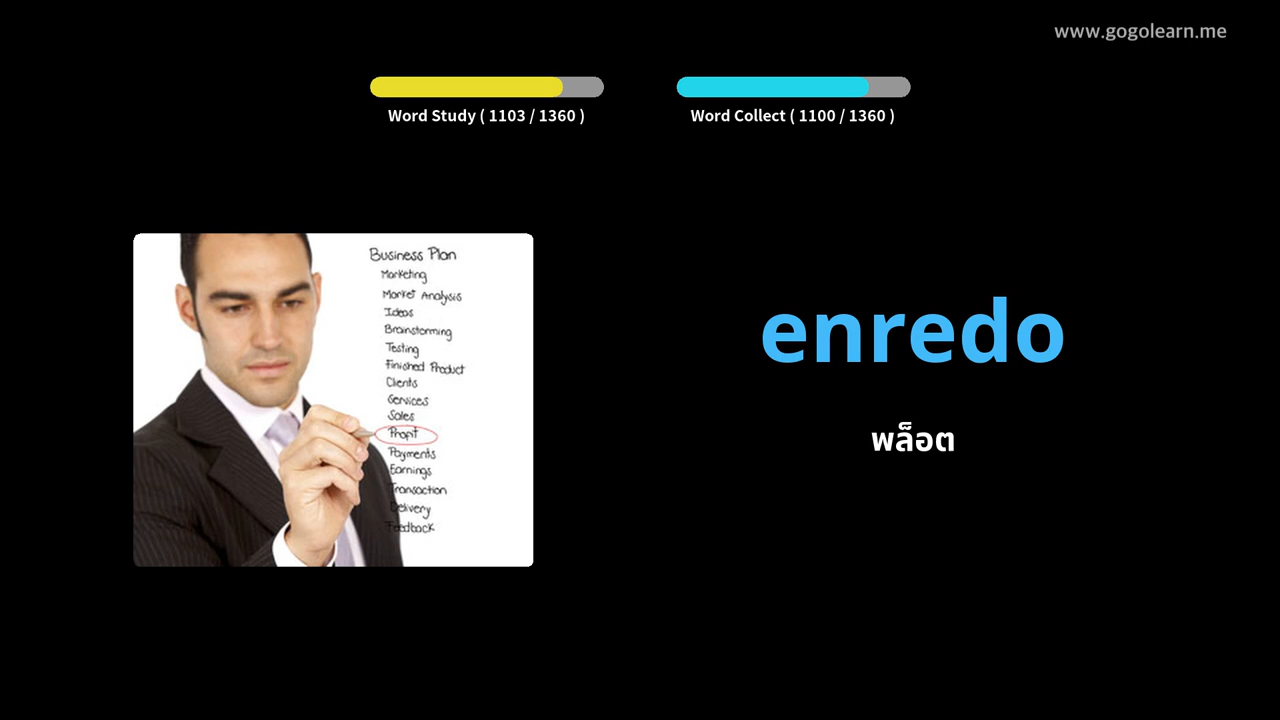 www.gogolearn.me
Word Study ( 1103 / 1360 )
Word Collect ( 1100 / 1360 )
Business Plan
Marketing
Market Analysis
Ideas
Brainstorming
Testing
Finished Product
Clients
Services
Sales
Profit
Payments
Earnings
Transaction
Delivery
Feedback
enredo
พล็อต